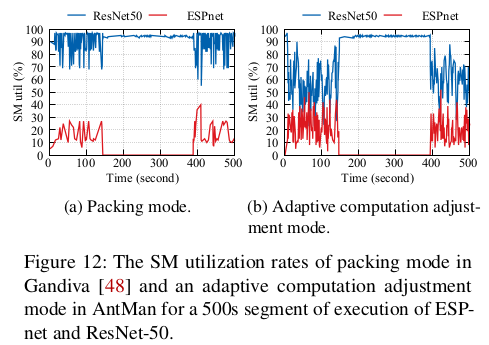 ResNet50 ESPnet
100
90
80
70
60
50
40
30
20
10
0
SM util (%)
0 100 200 300 400 500
Time (second)
(a) Packing mode.
ResNet50 ESPnet
100
90
80
70
60
50
40
30
20
10
0
SM util (%)
0 100 200 300 400 500
Time (second)
(b) Adaptive computation adjust-
ment mode.
Figure 12: The SM utilization rates of packing mode in
Gandiva [48] and an adaptive computation adjustment
mode in AntMan for a 500s segment of execution of ESP-
net and ResNet-50.